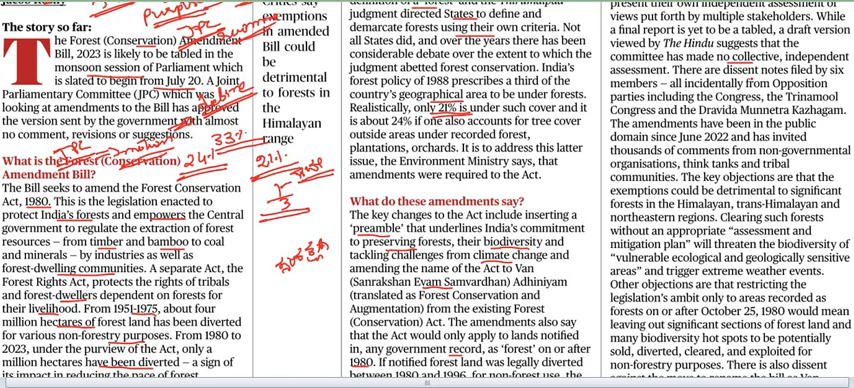 The story so far:
The Forest (Conservation) Amendment
Bill, 2023 is likely to be tabled in the
monsoon session of Parliament which
is slated to begin from July 20. A Joint
Parliamentary Committee (JPC) which was
looking at amendments to the Bill has approved
the version sent by the government with almost
no comment, revisions or suggestions.
What is the Forest (Conservation)
Amendment Bill?
The Bill seeks to amend the Forest Conservation
Act, 1980. This is the legislation enacted to
protect India's forests and empowers the Central
government to regulate the extraction of forest
resources – from timber and bamboo to coal
and minerals – by industries as well as
forest-dwelling communities. A separate Act, the
Forest Rights Act, protects the rights of tribals
and forest-dwellers dependent on forests for
their livelihood. From 1951-1975, about four
million hectares of forest land has been diverted
for various non-forestry purposes. From 1980 to
2023, under the purview of the Act, only a
million hectares have been diverted – a sign of
its impact in reducing the pace of forest
JPC
JPC
Define
24%
33%
21%
1
3
Critics say
exemptions
in amended
Bill could
be
detrimental
to forests in
the
Himalayan
range
judgment directed States to define and
demarcate forests using their own criteria. Not
all States did, and over the years there has been
considerable debate over the extent to which the
judgment abetted forest conservation. India's
forest policy of 1988 prescribes a third of the
country's geographical area to be under forests.
Realistically, only 21% is under such cover and it
is about 24% if one also accounts for tree cover
outside areas under recorded forest,
plantations, orchards. It is to address this latter
issue, the Environment Ministry says, that
amendments were required to the Act.
What do these amendments say?
The key changes to the Act include inserting a
'preamble' that underlines India's commitment
to preserving forests, their biodiversity and
tackling challenges from climate change and
amending the name of the Act to Van
(Sanrakshan Evam Samvardhan) Adhiniyam
(translated as Forest Conservation and
Augmentation) from the existing Forest
(Conservation) Act. The amendments also say
that the Act would only apply to lands notified
in, any government record, as 'forest' on or after
1980. If notified forest land was legally diverted
between 1980 and 1996, for non-forest use, the
present their own independent assessment of
views put forth by multiple stakeholders. While
a final report is yet to be a tabled, a draft version
viewed by The Hindu suggests that the
committee has made no collective, independent
assessment. There are dissent notes filed by six
members – all incidentally from Opposition
parties including the Congress, the Trinamool
Congress and the Dravida Munnetra Kazhagam.
The amendments have been in the public
domain since June 2022 and has invited
thousands of comments from non-governmental
organisations, think tanks and tribal
communities. The key objections are that the
exemptions could be detrimental to significant
forests in the Himalayan, trans-Himalayan and
northeastern regions. Clearing such forests
without an appropriate "assessment and
mitigation plan" will threaten the biodiversity of
"vulnerable ecological and geologically sensitive
areas" and trigger extreme weather events.
Other objections are that restricting the
legislation's ambit only to areas recorded as
forests on or after October 25, 1980 would mean
leaving out significant sections of forest land and
many biodiversity hot spots to be potentially
sold, diverted, cleared, and exploited for
non-forestry purposes. There is also dissent